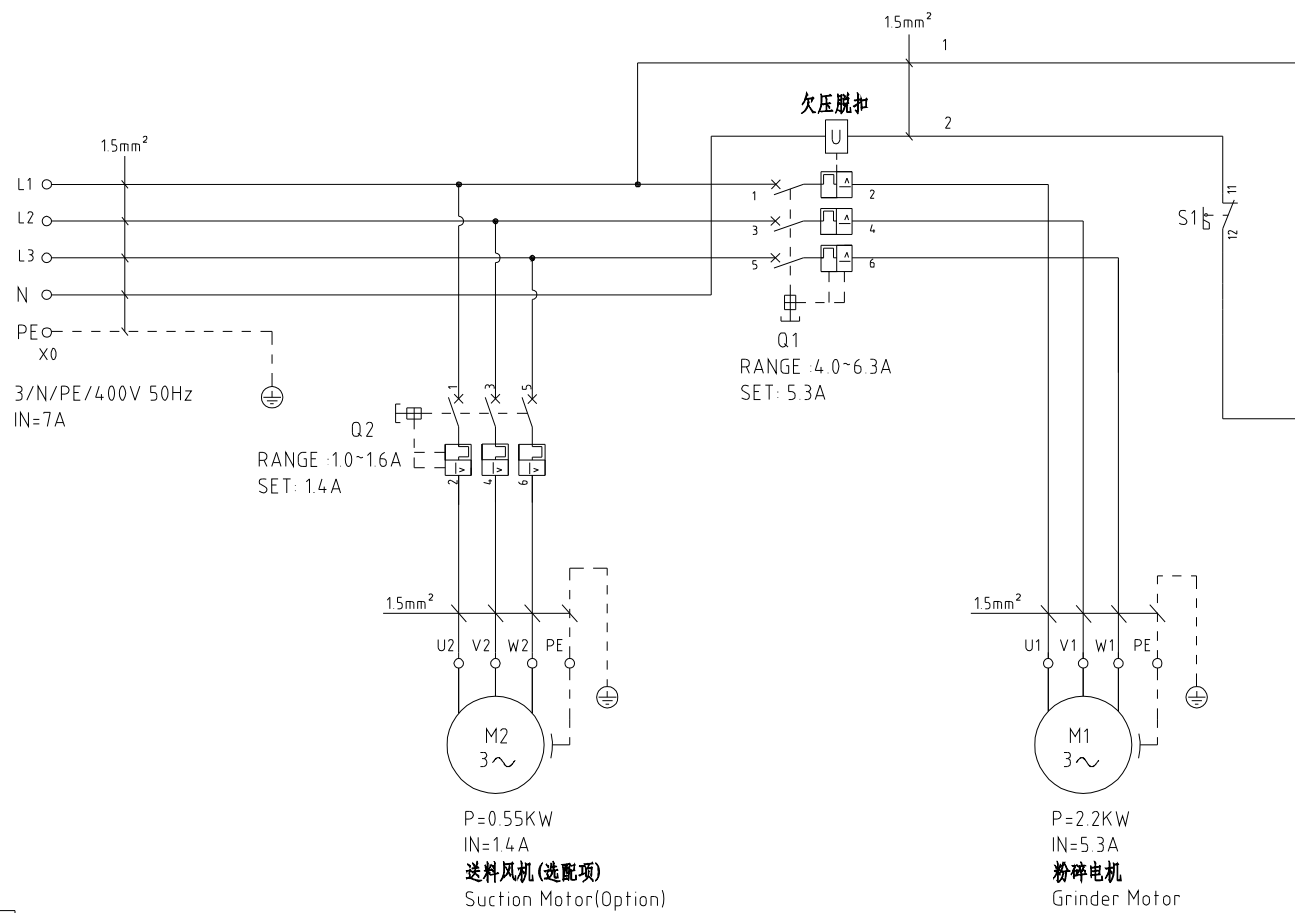 1.5mm²
1
欠压脱扣
U
2
1.5mm²
L1
L2
L3
N
PE
X0
3/N/PE/400V 50Hz
IN=7A
1
2
3
4
5
6
Q1
RANGE :4.0~6.3A
SET: 5.3A
S1
11
12
1
3
5
Q2
RANGE :1.0~1.6A
SET: 1.4A
2
4
6
1.5mm²
U2
V2
W2
PE
M2
3~
P=0.55KW
IN=1.4A
送料风机(选配项)
Suction Motor(Option)
1.5mm²
U1
V1
W1
PE
M1
3~
P=2.2KW
IN=5.3A
粉碎电机
Grinder Motor